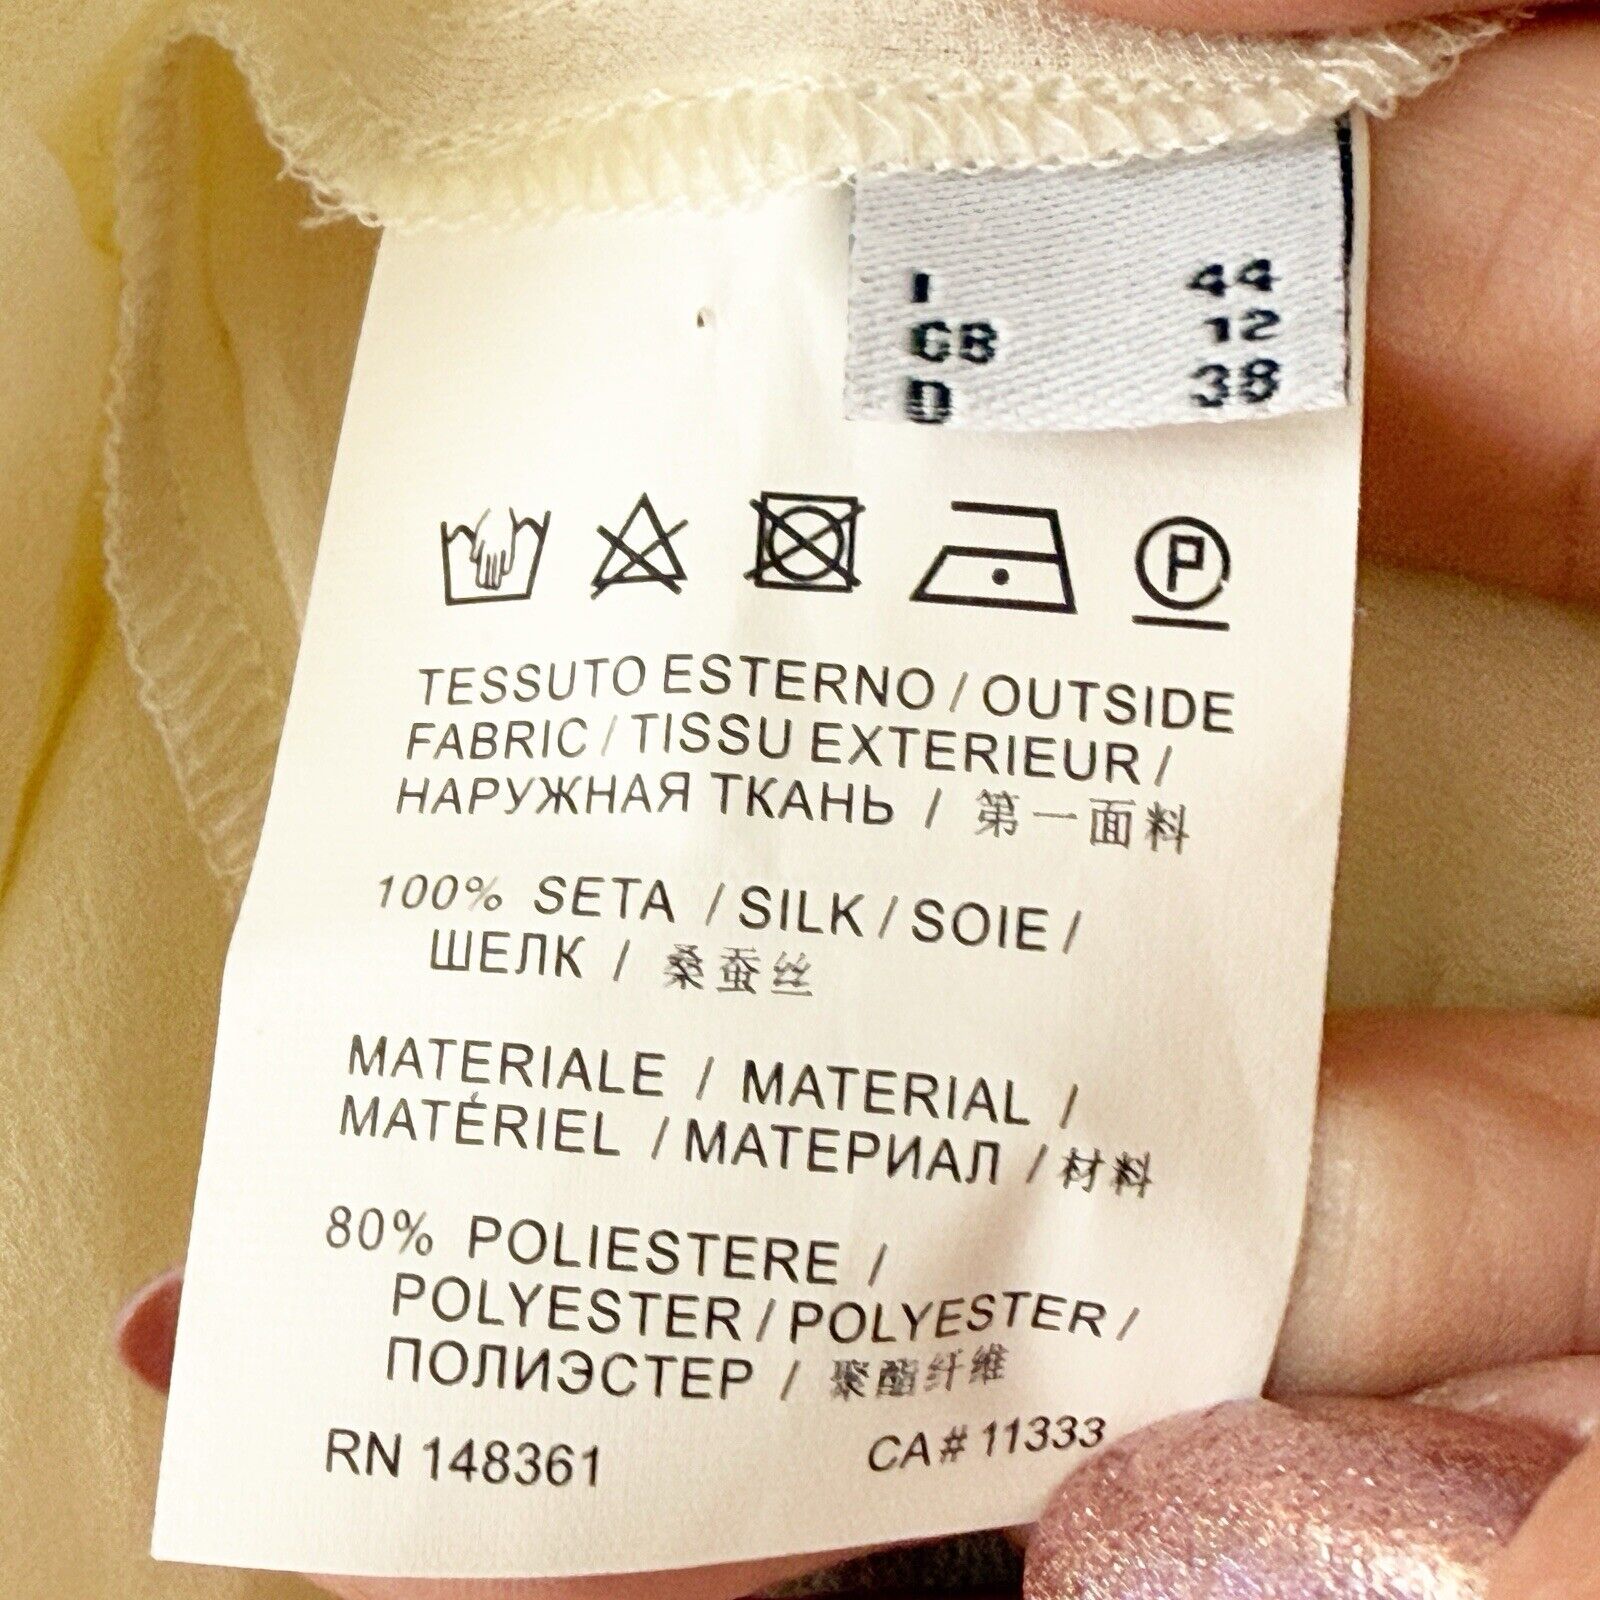 I 44
GB 12
D 38
P
TESSUTO ESTERNO / OUTSIDE
FABRIC / TISSU EXTERIEUR /
НАРУЖНАЯ ТКАНЬ / 第一面料
100% SETA / SILK / SOIE /
ШЕЛК / 桑蚕丝
MATERIALE / MATERIAL /
MATÉRIEL / МАТЕРИАЛ / 材料
80% POLIESTERE /
POLYESTER / POLYESTER /
ПОЛИЭСТЕР / 聚酯纤维
RN 148361 CA# 11333